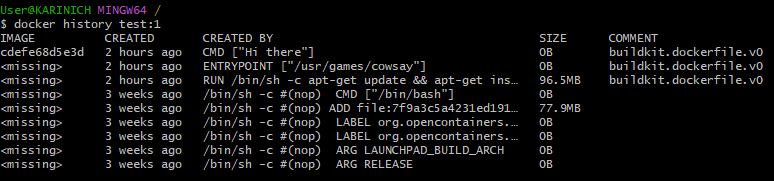 User@KARINICH MINGW64 /
$ docker history test:1
IMAGE CREATED CREATED BY SIZE COMMENT
cdefe68d5e3d 2 hours ago CMD ["Hi there"] 0B buildkit.dockerfile.v0
<missing> 2 hours ago ENTRYPOINT ["/usr/games/cowsay"] 0B buildkit.dockerfile.v0
<missing> 2 hours ago RUN /bin/sh -c apt-get update && apt-get ins… 96.5MB buildkit.dockerfile.v0
<missing> 3 weeks ago /bin/sh -c #(nop) CMD ["/bin/bash"] 0B
<missing> 3 weeks ago /bin/sh -c #(nop) ADD file:7f9a3c5a4231ed191… 77.9MB
<missing> 3 weeks ago /bin/sh -c #(nop) LABEL org.opencontainers.… 0B
<missing> 3 weeks ago /bin/sh -c #(nop) LABEL org.opencontainers.… 0B
<missing> 3 weeks ago /bin/sh -c #(nop) ARG LAUNCHPAD_BUILD_ARCH 0B
<missing> 3 weeks ago /bin/sh -c #(nop) ARG RELEASE 0B